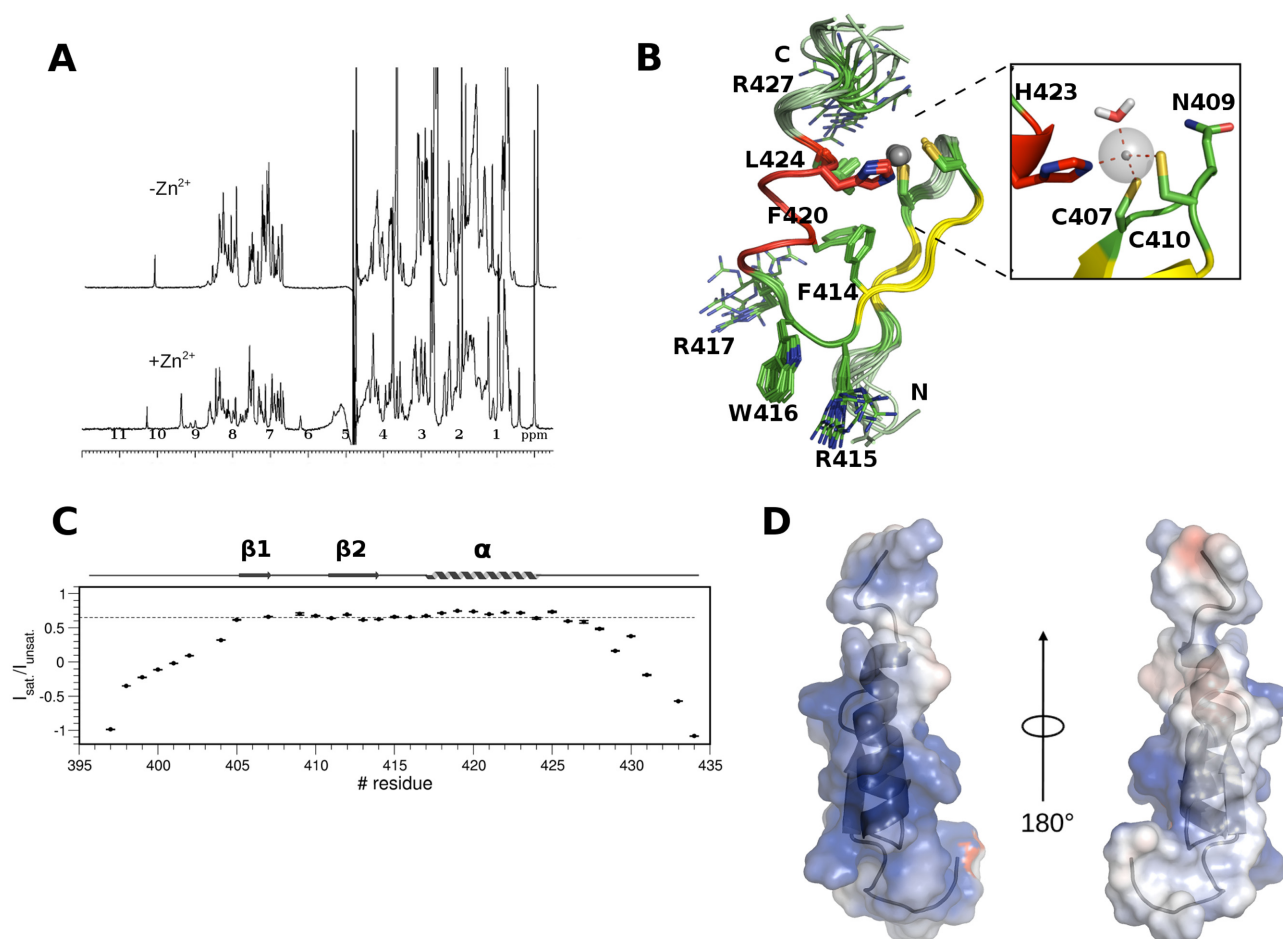 A
-Zn2+
+Zn2+
11 10 9 8 7 6 5 4 3 2 1 ppm
B
C
R427
L424
F420
F414
R417
W416
N
R415
H423
N409
C407
C410
C
β1 β2 α
Isat./Iunsat.
1
0.5
0
-0.5
-1
395 400 405 410 415 420 425 430 435
# residue
D
180°